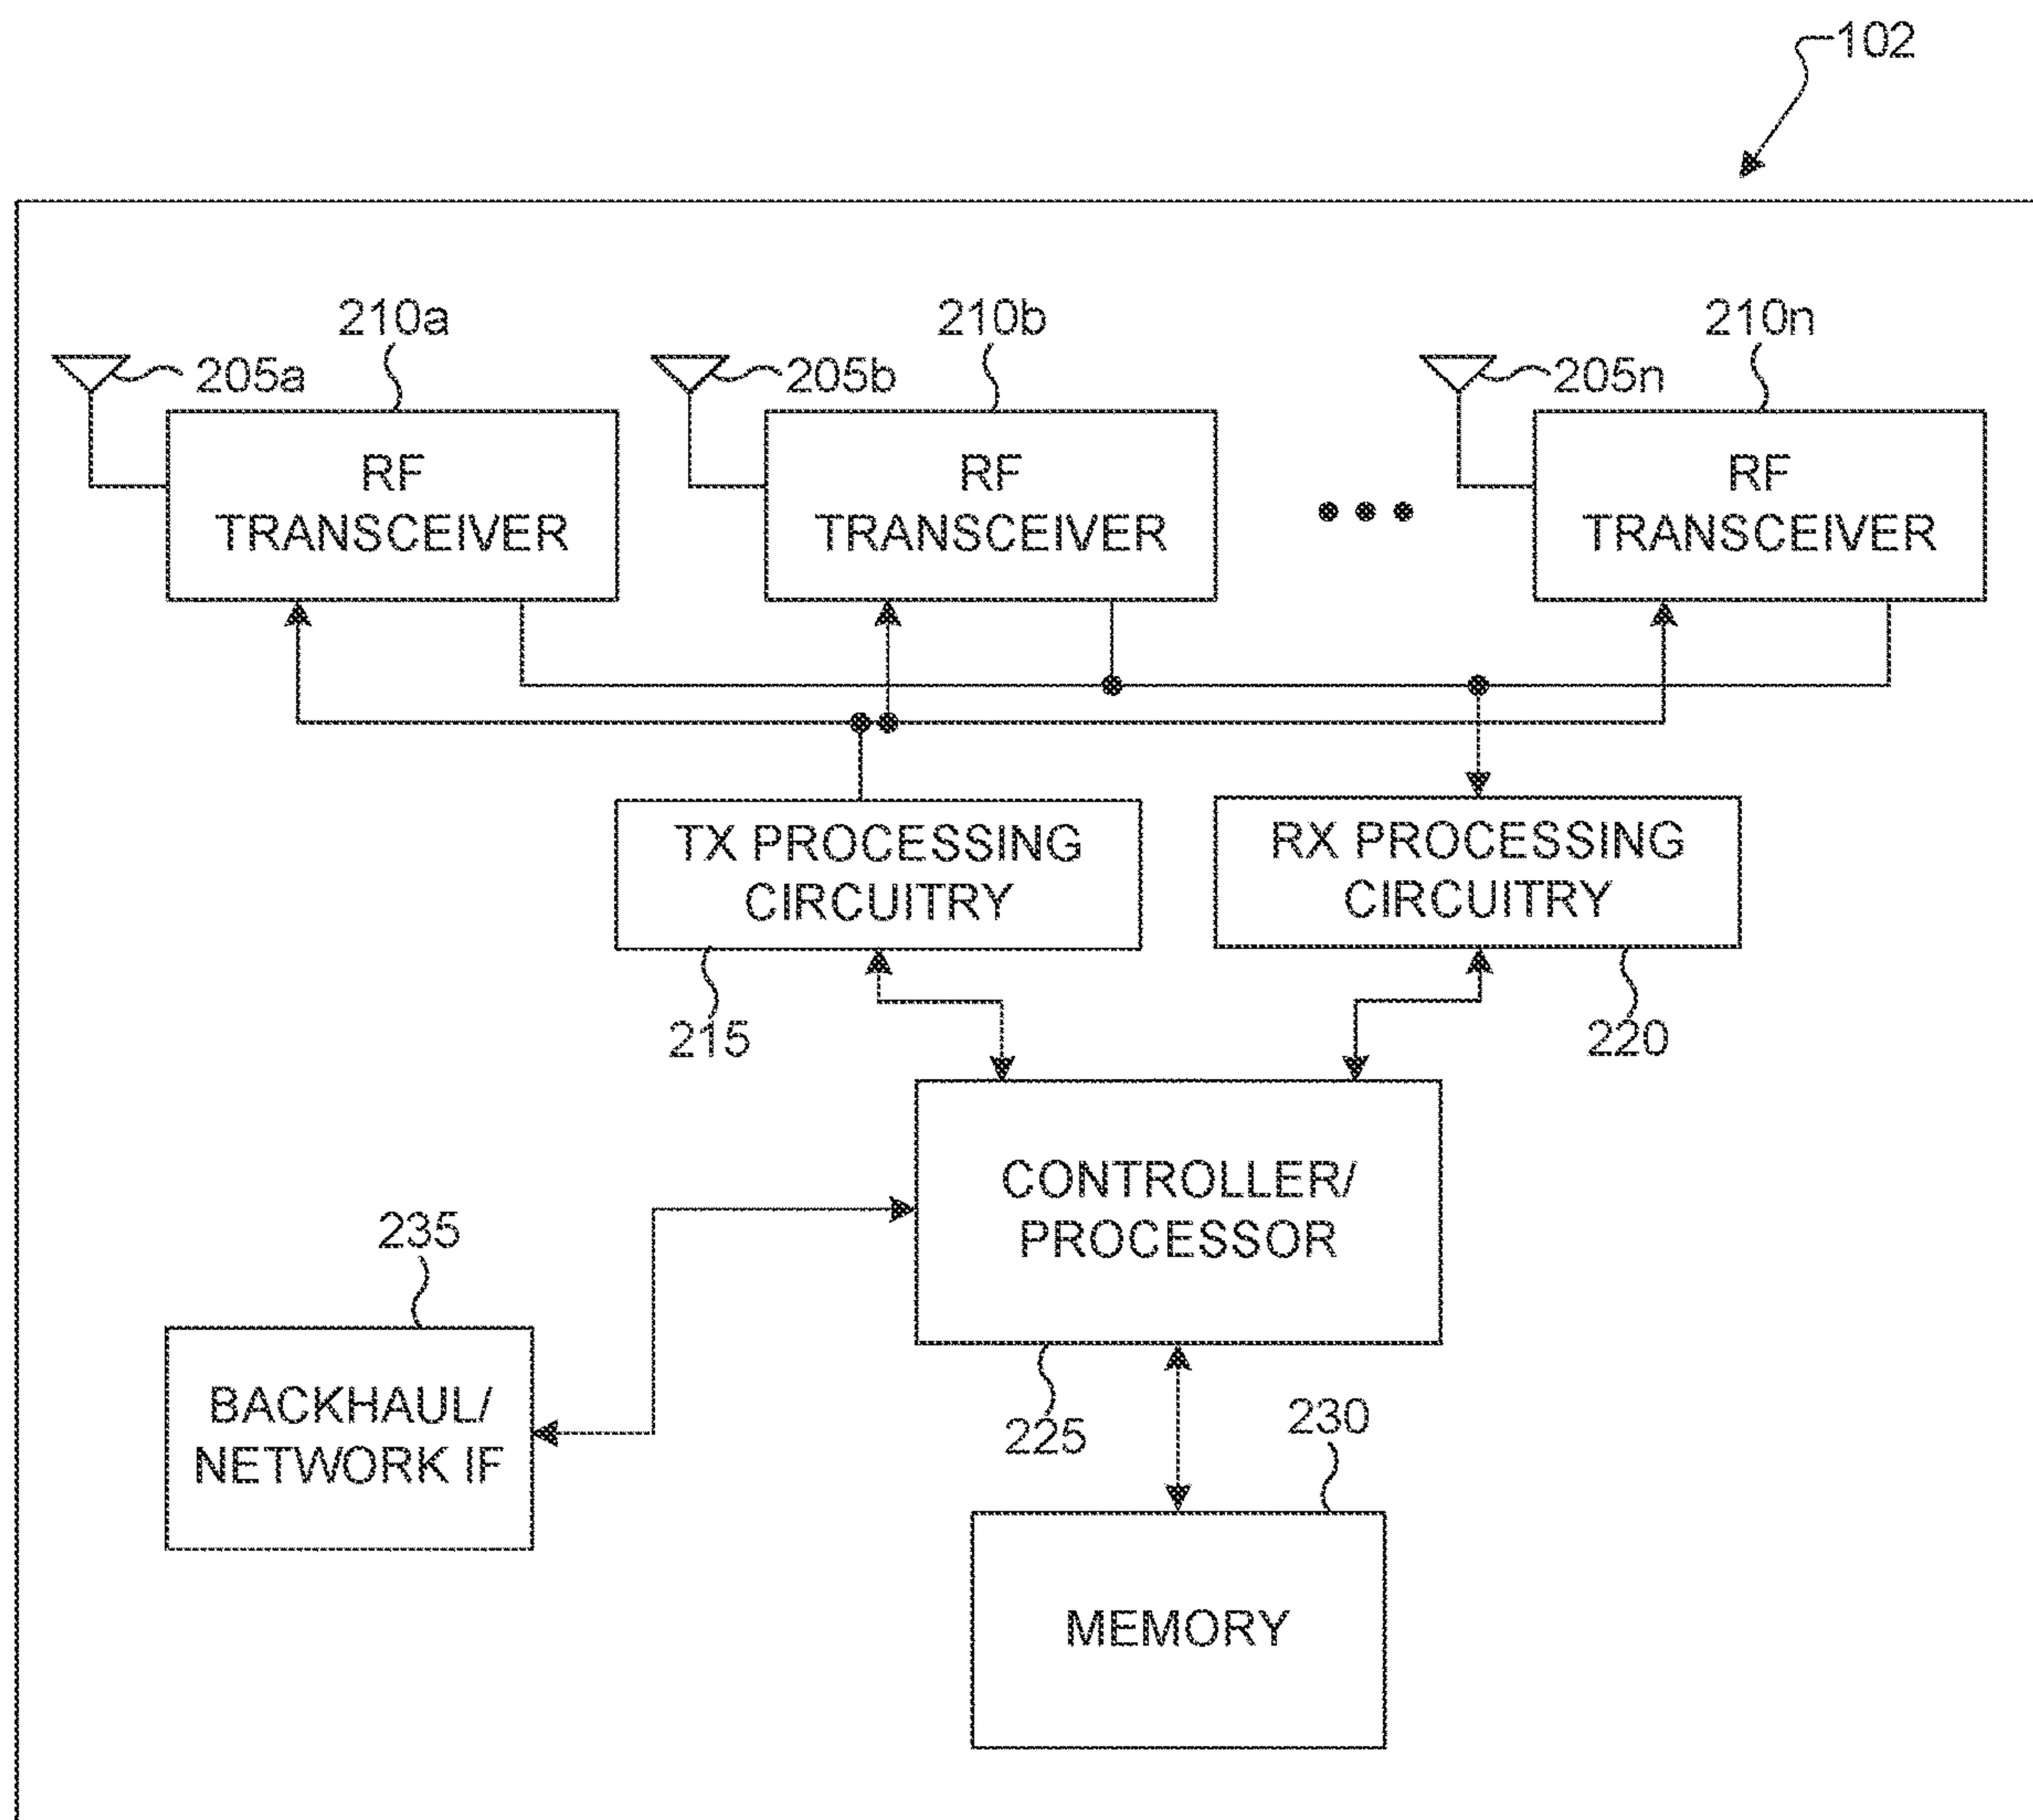 102
210a
210b
210n
205a
205b
205n
RF
TRANSCEIVER
RF
TRANSCEIVER
RF
TRANSCEIVER
TX PROCESSING
CIRCUITRY
RX PROCESSING
CIRCUITRY
215
220
CONTROLLER/
PROCESSOR
235
225
230
BACKHAUL/
NETWORK IF
MEMORY